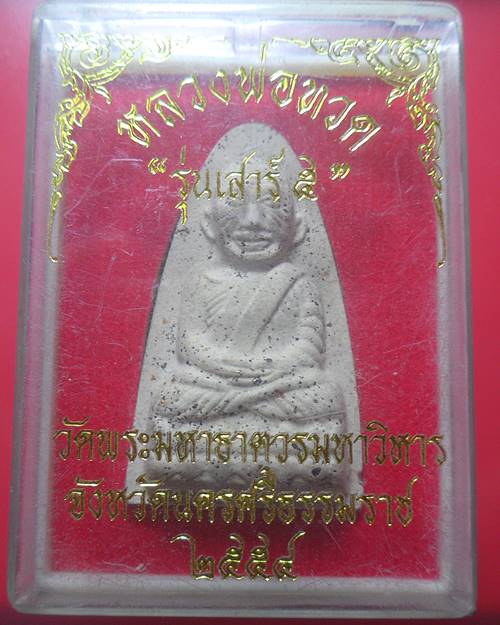 หลวงพ่อทวด
"รุ่นเสาร์ ๕"
วัดพระมหาธาตุวรมหาวิหาร
จังหวัดนครศรีธรรมราช
๒๕๕๔